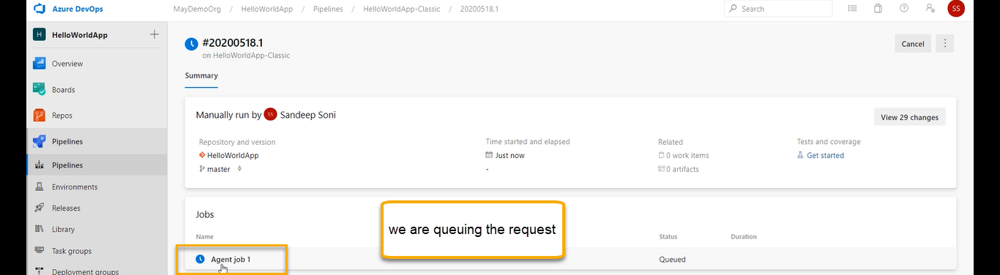 Azure DevOps
MayDemoOrg / HelloWorldApp / Pipelines / HelloWorldApp-Classic / 20200518.1
Search
SS
H HelloWorldApp
Overview
Boards
Repos
Pipelines
Pipelines
Environments
Releases
Library
Task groups
Deployment groups
#20200518.1
on HelloWorldApp-Classic
Cancel
Summary
Manually run by SS Sandeep Soni
View 29 changes
Repository and version
HelloWorldApp
master
Time started and elapsed
Just now
-
Related
0 work items
0 artifacts
Tests and coverage
Get started
Jobs
Name
Status
Duration
Agent job 1
Queued
we are queuing the request